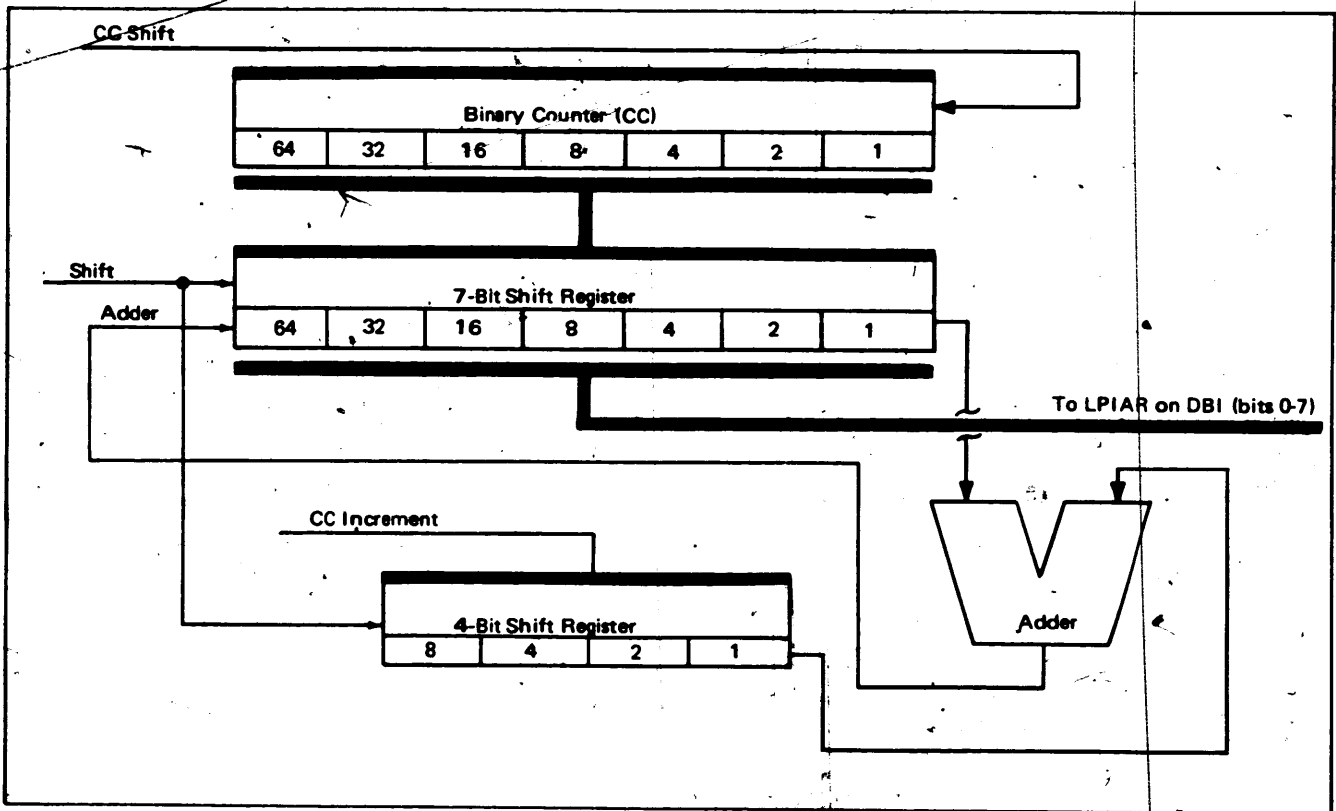 CC Shift
Binary Counter (CC)
64 32 16 8 4 2 1
Shift
7-Bit Shift Register
Adder
64 32 16 8 4 2 1
To LPIAR on DBI (bits 0-7)
CC Increment
4-Bit Shift Register
8 4 2 1
Adder